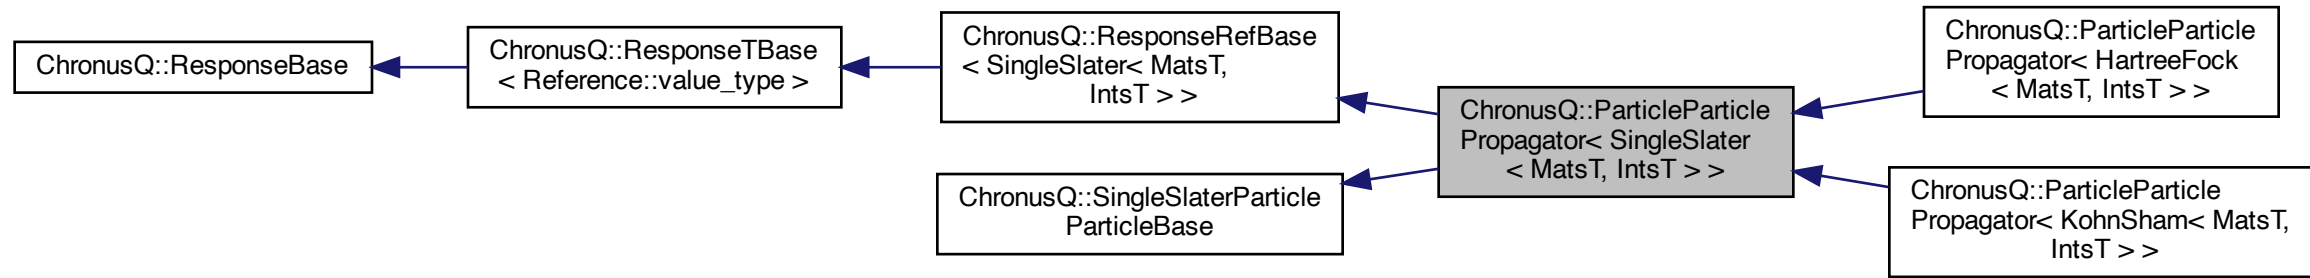 ChronusQ::ResponseBase
ChronusQ::ResponseTBase
< Reference::value_type >
ChronusQ::ResponseRefBase
< SingleSlater< MatsT,
IntsT > >
ChronusQ::SingleSlaterParticle
ParticleBase
ChronusQ::ParticleParticle
Propagator< SingleSlater
< MatsT, IntsT > >
ChronusQ::ParticleParticle
Propagator< HartreeFock
< MatsT, IntsT > >
ChronusQ::ParticleParticle
Propagator< KohnSham< MatsT,
IntsT > >